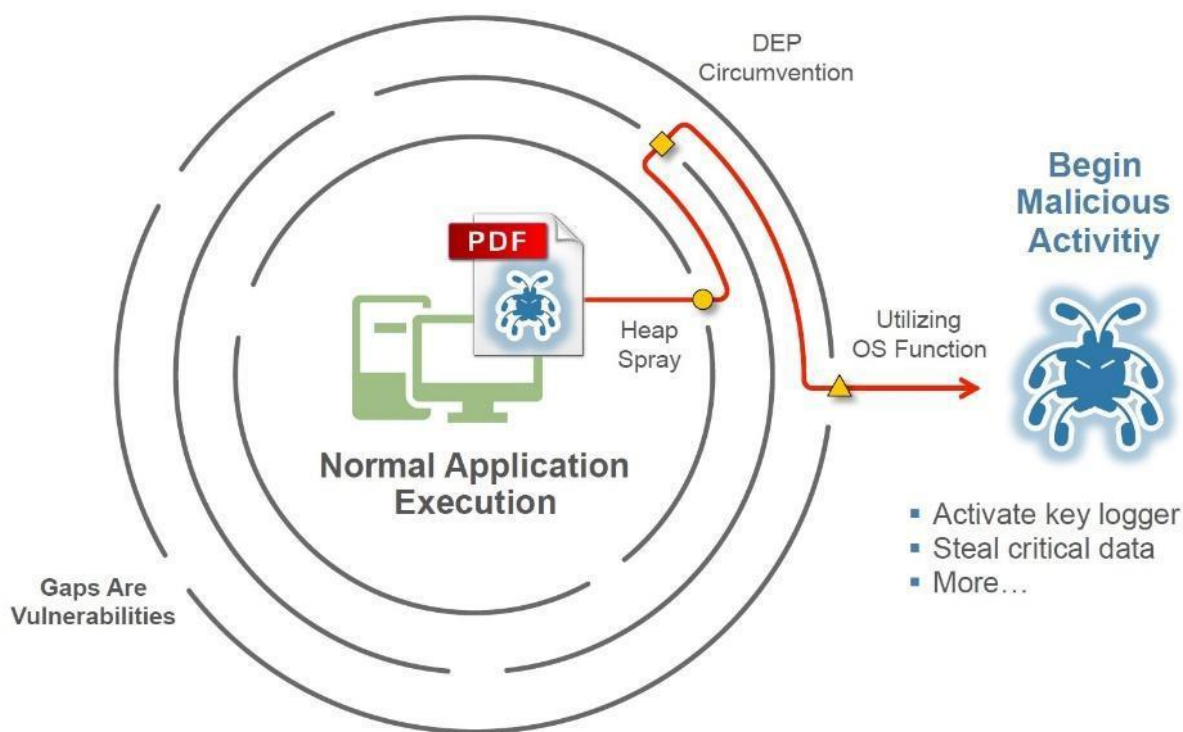 DEP
Circumvention
Begin
Malicious
Activitiy
PDF
Heap
Spray
Utilizing
OS Function
Normal Application
Execution
▪ Activate key logger
▪ Steal critical data
▪ More…
Gaps Are
Vulnerabilities